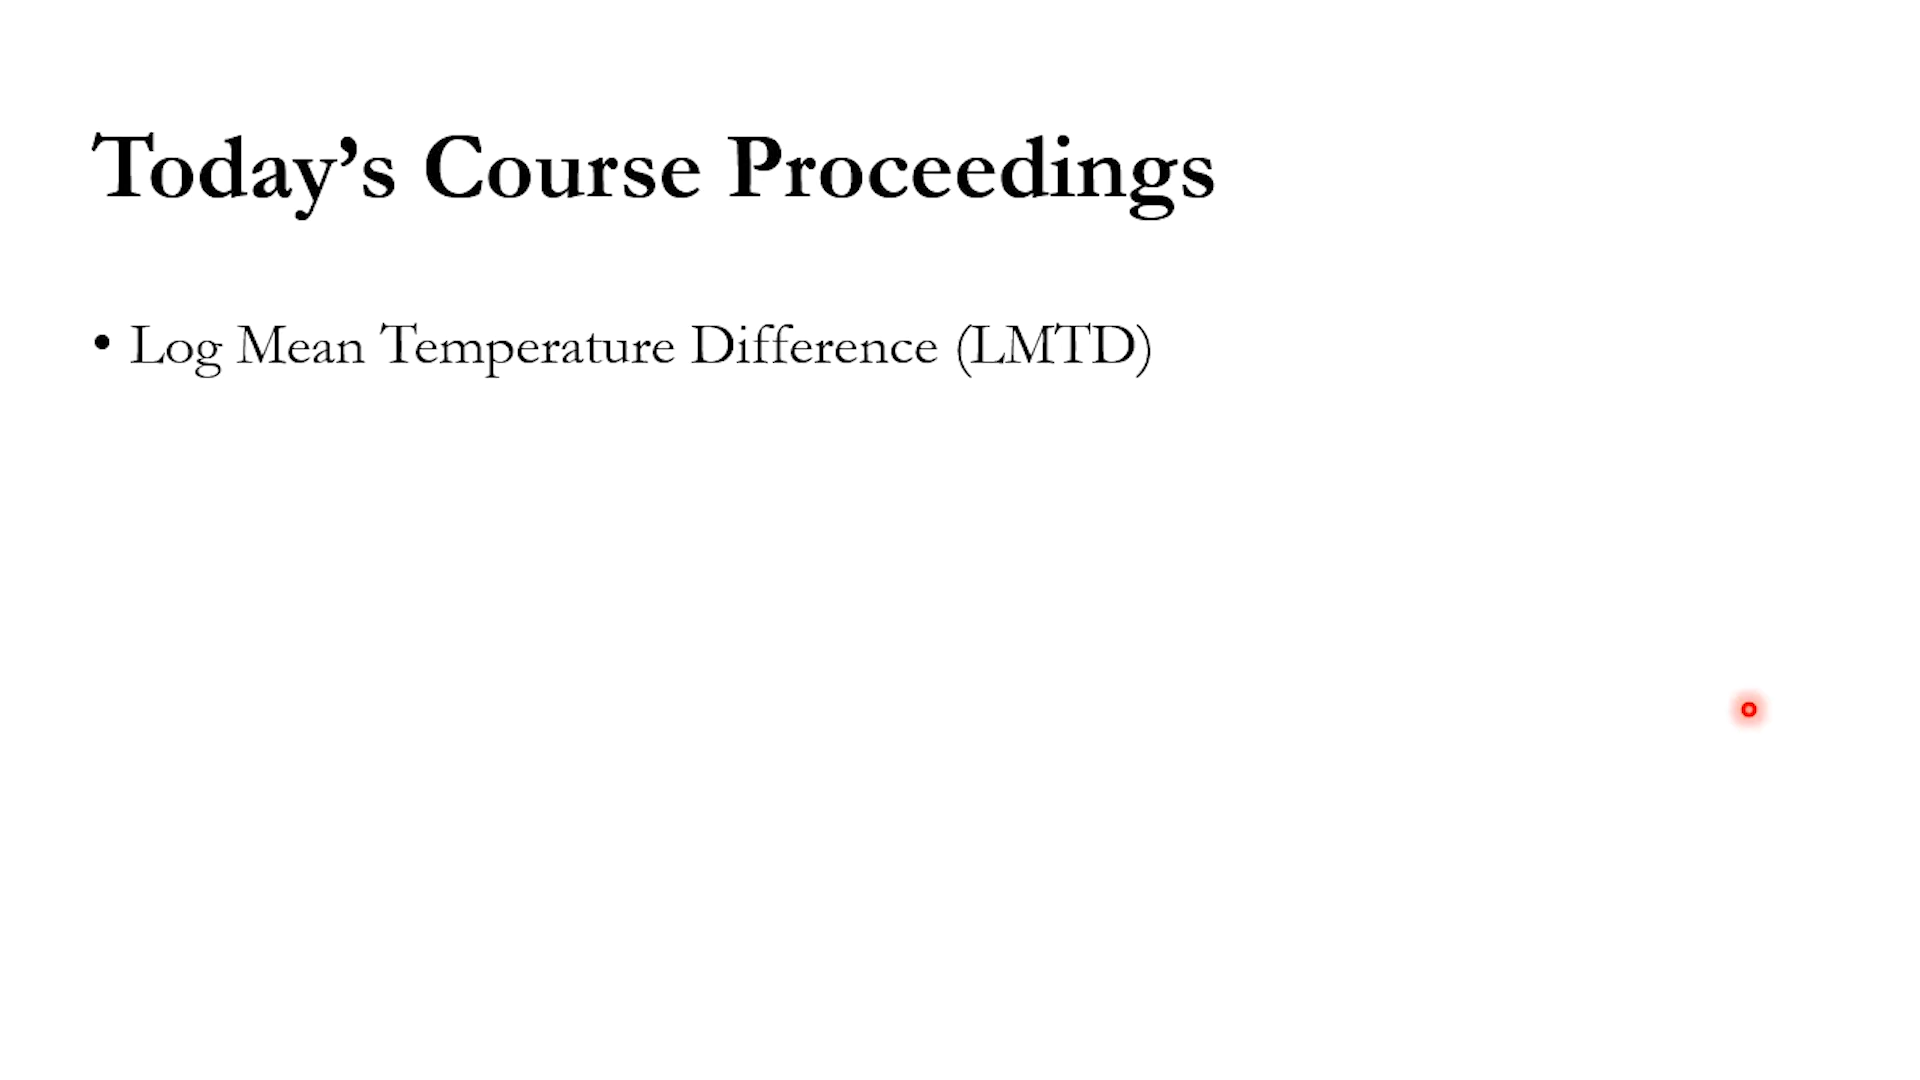 Today’s Course Proceedings
• Log Mean Temperature Difference (LMTD)